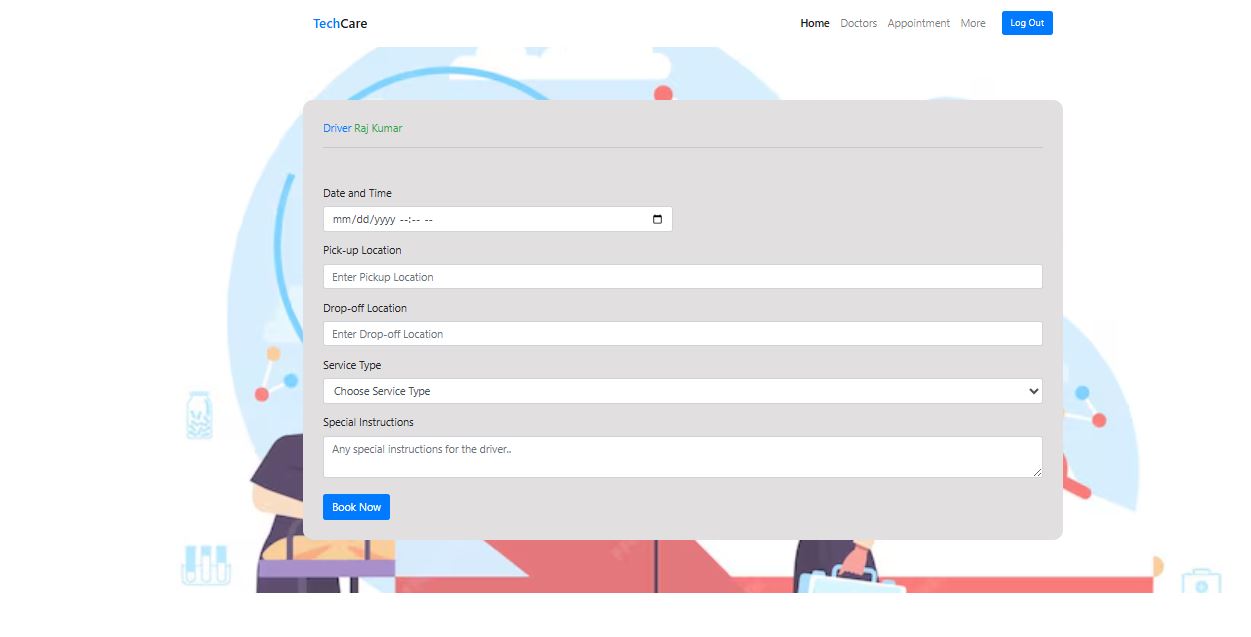 TechCare Home Doctors Appointment More Log Out
Driver Raj Kumar
Date and Time
mm/dd/yyyy --:-- --
Pick-up Location
Enter Pickup Location
Drop-off Location
Enter Drop-off Location
Service Type
Choose Service Type
Special Instructions
Any special instructions for the driver..
Book Now